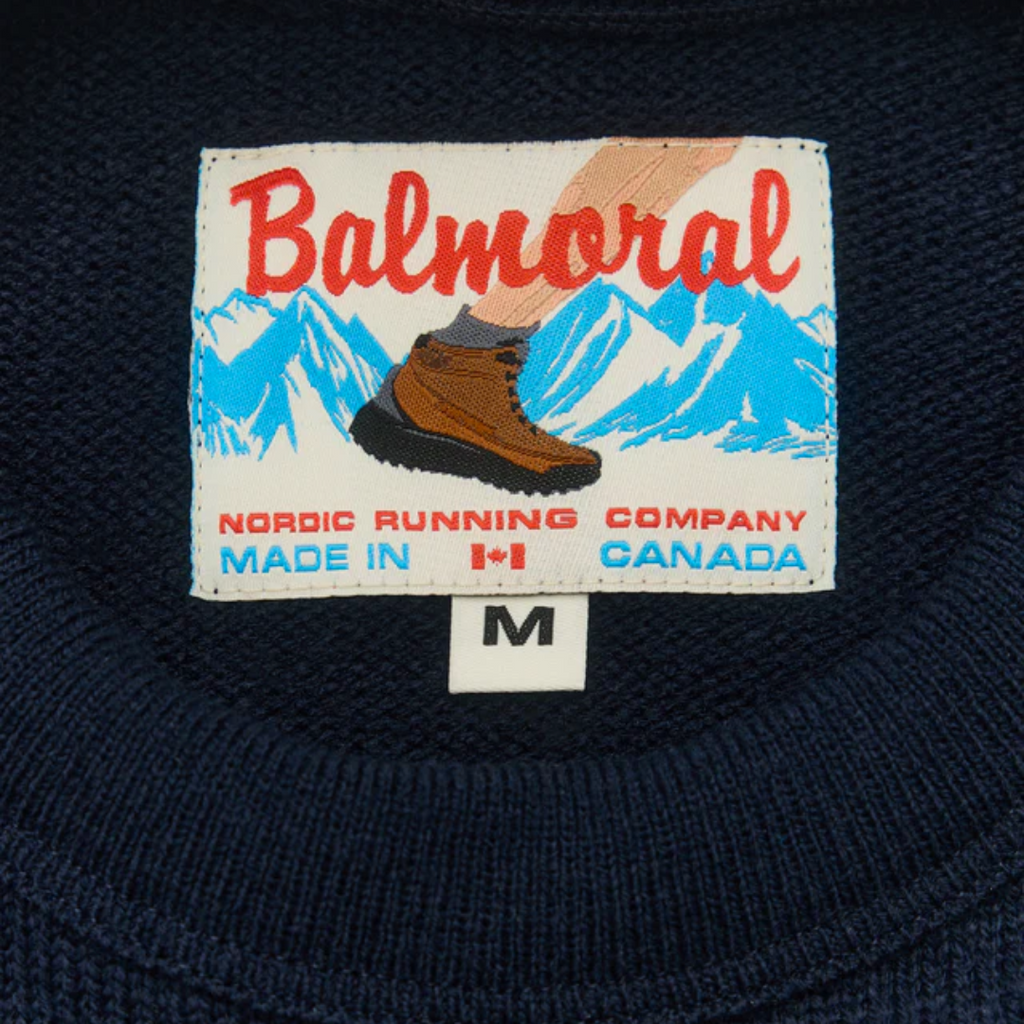 Balmoral
NORDIC RUNNING COMPANY
MADE IN CANADA
M